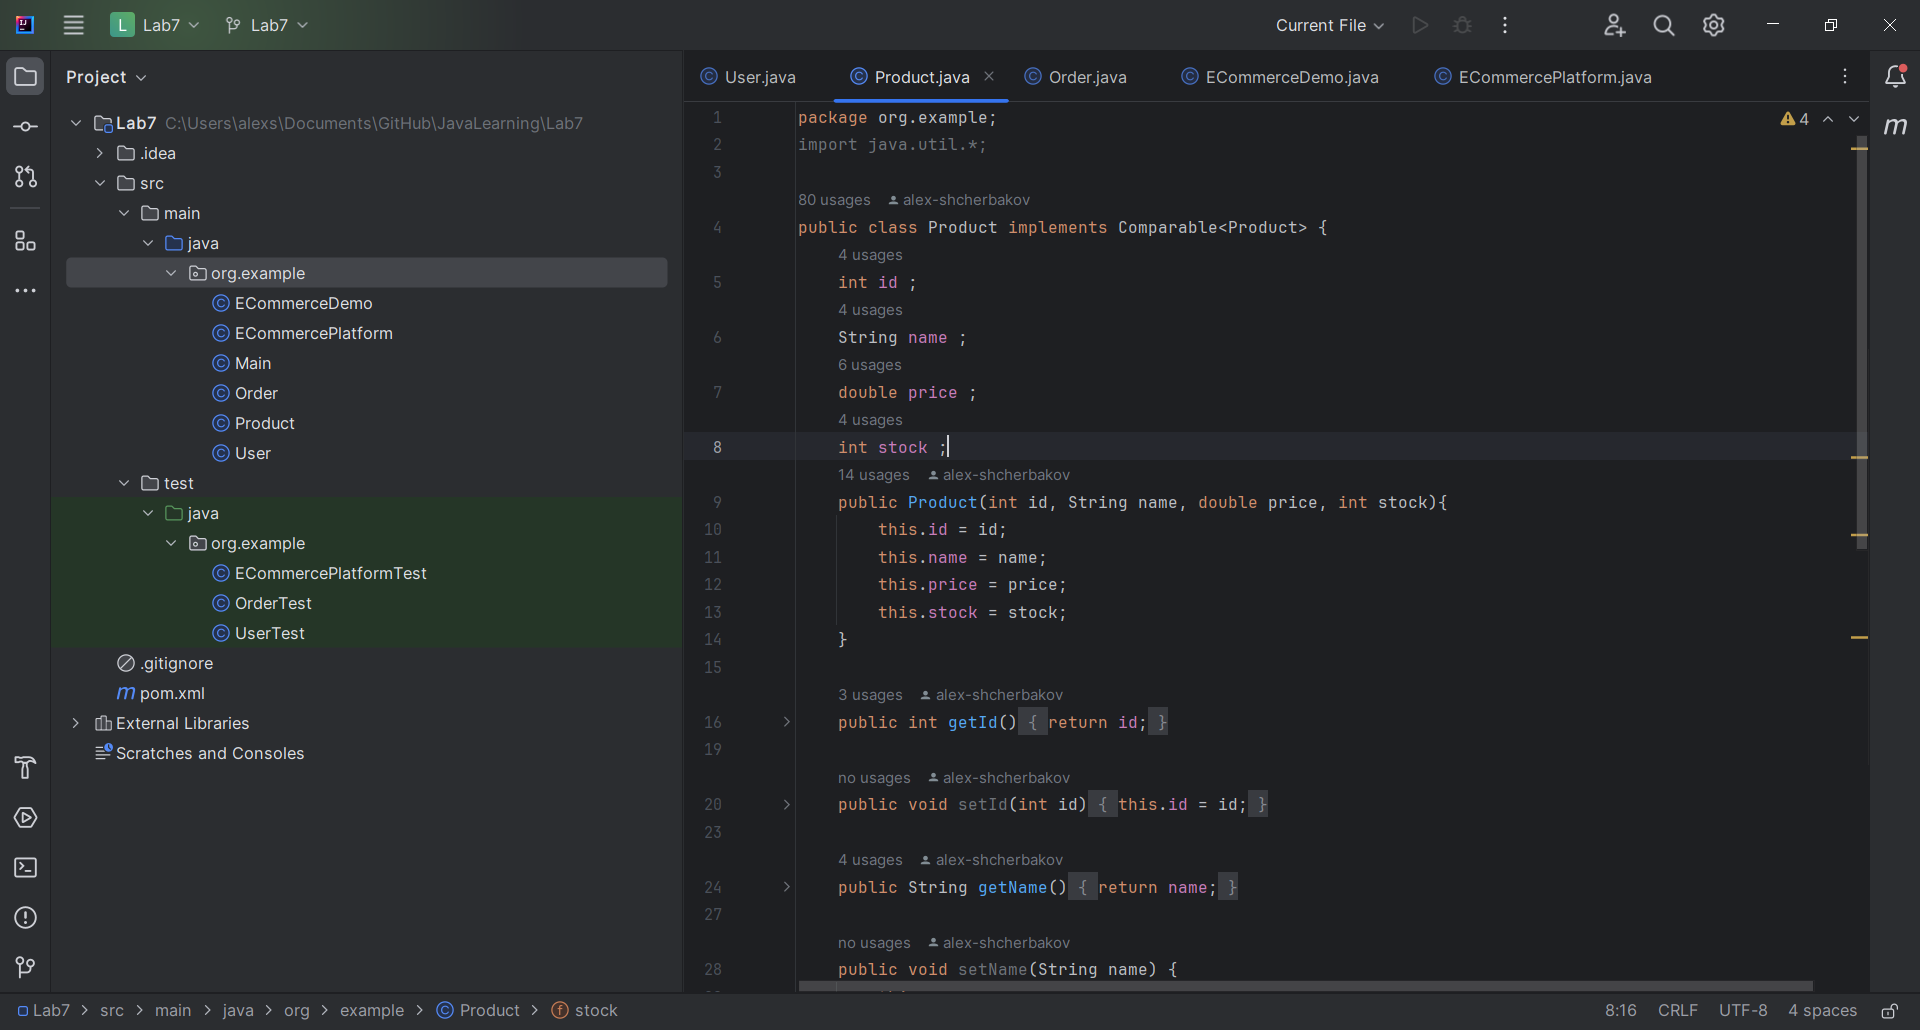 L Lab7 Lab7 Current File
Project
Lab7 C:\Users\alexs\Documents\GitHub\JavaLearning\Lab7
.idea
src
main
java
org.example
ECommerceDemo
ECommercePlatform
Main
Order
Product
User
test
java
org.example
ECommercePlatformTest
OrderTest
UserTest
.gitignore
m pom.xml
External Libraries
Scratches and Consoles
User.java Product.java Order.java ECommerceDemo.java ECommercePlatform.java
4
m
1 package org.example;
2 import java.util.*;
3
80 usages alex-shcherbakov
4 public class Product implements Comparable<Product> {
4 usages
5 int id ;
4 usages
6 String name ;
6 usages
7 double price ;
4 usages
8 int stock ;
14 usages alex-shcherbakov
9 public Product(int id, String name, double price, int stock){
10 this.id = id;
11 this.name = name;
12 this.price = price;
13 this.stock = stock;
14 }
15
3 usages alex-shcherbakov
16 public int getId() { return id; }
19
no usages alex-shcherbakov
20 public void setId(int id) { this.id = id; }
23
4 usages alex-shcherbakov
24 public String getName() { return name; }
27
no usages alex-shcherbakov
28 public void setName(String name) {
Lab7 > src > main > java > org > example > Product > stock
8:16 CRLF UTF-8 4 spaces